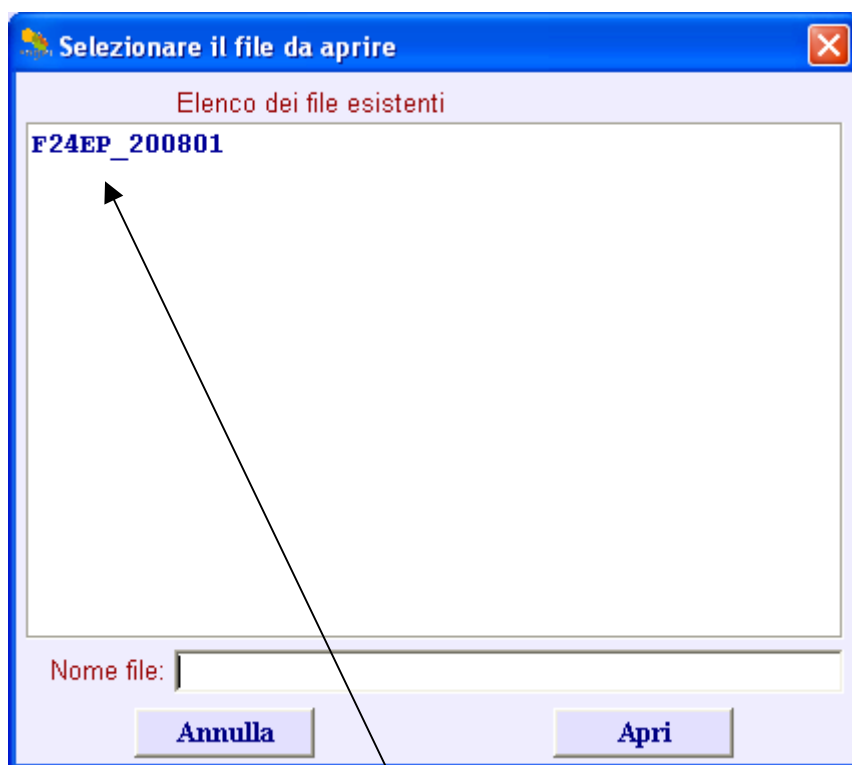 Selezionare il file da aprire
Elenco dei file esistenti
F24EP_200801
Nome file:
Annulla Apri